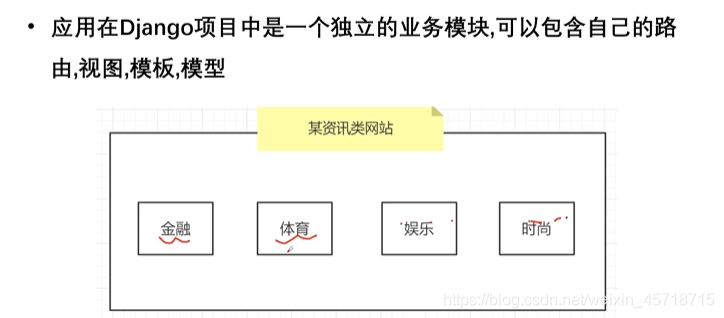 • 应用在Django项目中是一个独立的业务模块,可以包含自己的路
由,视图,模板,模型
某资讯类网站
金融 体育 娱乐 时尚
https://blog.csdn.net/weixin_45718715